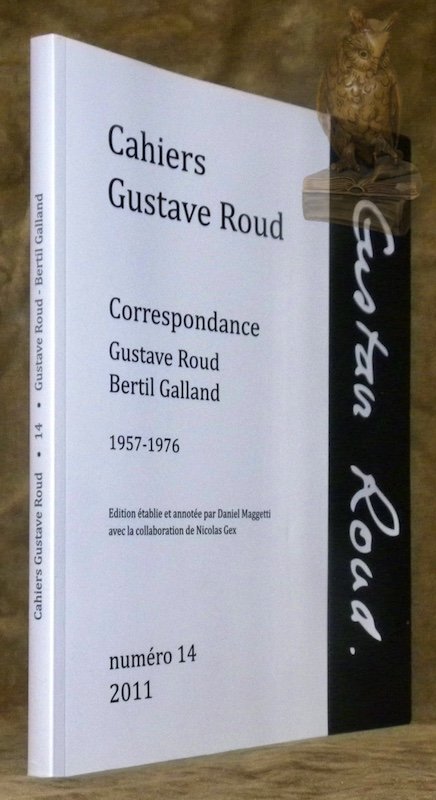 Cahiers
Gustave Roud
Correspondance
Gustave Roud
Bertil Galland
1957-1976
Edition établie et annotée par Daniel Maggetti
avec la collaboration de Nicolas Gex
numéro 14
2011
Gustave Roud.
Cahiers Gustave Roud • 14 • Gustave Roud - Bertil Galland